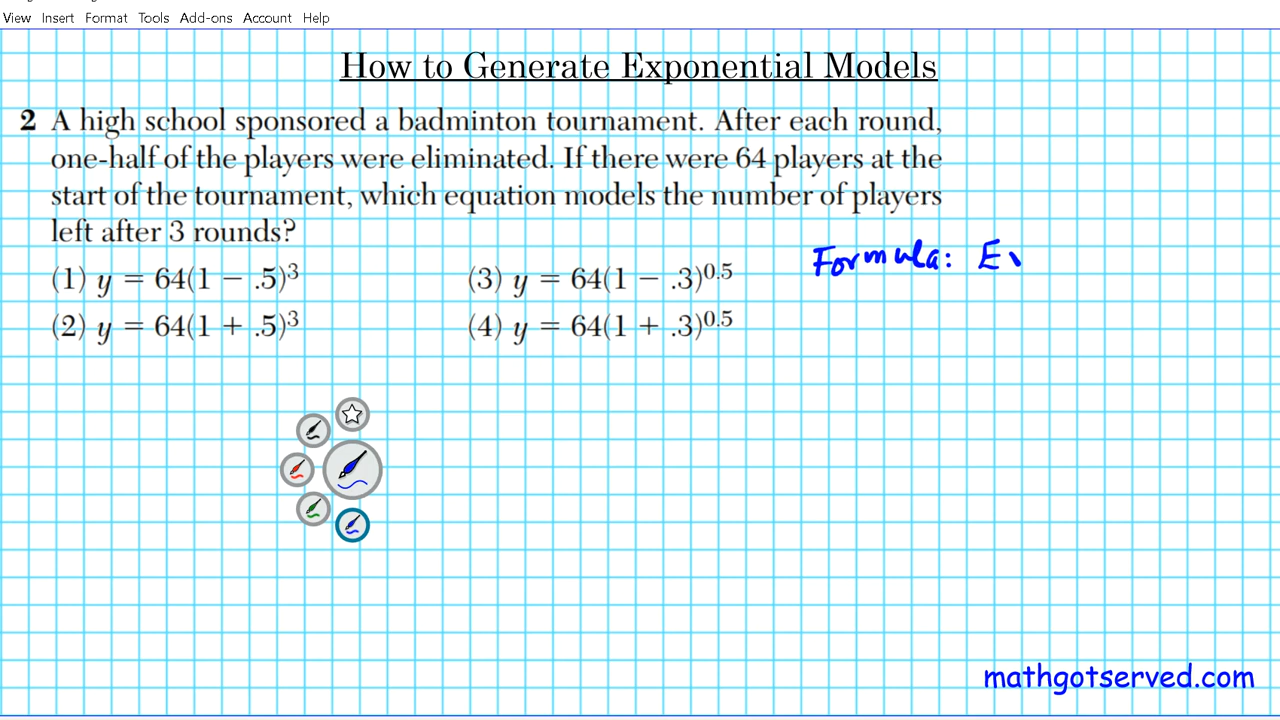 View Insert Format Tools Add-ons Account Help
How to Generate Exponential Models
2 A high school sponsored a badminton tournament. After each round,
one-half of the players were eliminated. If there were 64 players at the
start of the tournament, which equation models the number of players
left after 3 rounds?
Formula:
(1) y = 64(1 − .5)³ (3) y = 64(1 − .3)⁰·⁵
(2) y = 64(1 + .5)³ (4) y = 64(1 + .3)⁰·⁵
mathgotserved.com